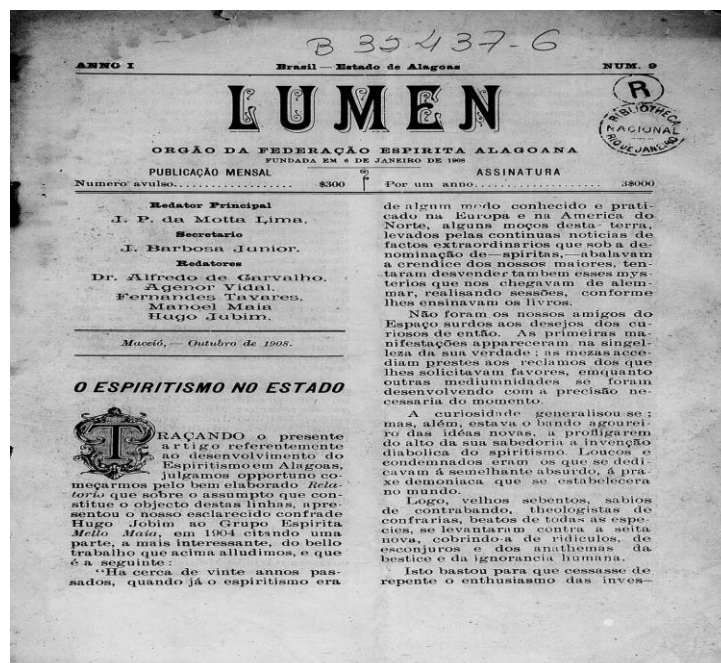 B 35.437-6
ANNO I
Brasil — Estado de Alagoas
NUM. 9
LUMEN
R
BIBLIOTHECA
NACIONAL
RIO DE JANEIRO
ORGÃO DA FEDERAÇÃO ESPIRITA ALAGOANA
FUNDADA EM 6 DE JANEIRO DE 1908
PUBLICAÇÃO MENSAL
Numero avulso................... $300
ASSINATURA
Por um anno...................... 3$000
Redator Principal
J. P. da Motta Lima.
Secretario
J. Barbosa Junior.
Redatores
Dr. Alfredo de Carvalho.
Agenor Vidal.
Fernandes Tavares.
Manoel Maia
Hugo Jubim.
Maceió, — Outubro de 1908.
O ESPIRITISMO NO ESTADO
TRAÇANDO o presente
artigo referentemente
ao desenvolvimento do
Espiritismo em Alagoas,
julgamos opportuno co-
meçarmos pelo bem elaborado Rela-
torio que sobre o assumpto que con-
stitue o objecto destas linhas, apre-
sentou o nosso esclarecido confrade
Hugo Jobim ao Grupo Espirita
Mello Maia, em 1904 citando uma
parte, a mais interessante, do bello
trabalho que acima alludimos, e que
é a seguinte :
“Ha cerca de vinte annos pas-
sados, quando já o espiritismo era
de algum modo conhecido e prati-
cado na Europa e na America do
Norte, alguns moços desta terra,
levados pelas continuas noticias de
factos extraordinarios que sob a de-
nominação de—spiritas,—abalavam
a crendice dos nossos maiores, ten-
taram desvender tambem esses mys-
terios que nos chegavam de alem-
mar, realisando sessões, conforme
lhes ensinavam os livros.
Não foram os nossos amigos do
Espaço surdos aos desejos dos cu-
riosos de então. As primeiras ma-
nifestações appareceram na singel-
leza da sua verdade ; as mezas acce-
diam prestes aos reclamos dos que
lhes solicitavam favores, emquanto
outras mediumnidades se foram
desenvolvendo com a precisão ne-
cessaria do momento.
A curiosidade generalisou-se ;
mas, além, estava o bando agourei-
ro das idéas novas, a profligarem
do alto da sua sabedoria a invenção
diabolica do spiritismo. Loucos e
condemnados eram os que se dedi-
cavam á semelhante absurdo, á pra-
xe demoniaca que se estabelecera
no mundo.
Logo, velhos sebentos, sabios
de contrabando, theologistas de
confrarias, beatos de todas as espe-
cies, se levantaram contra a seita
nova, cobrindo-a de ridiculos, de
esconjuros e dos anathemas da
bestice e da ignorancia humana.
Isto bastou para que cessasse de
repente o enthusiasmo das inves-